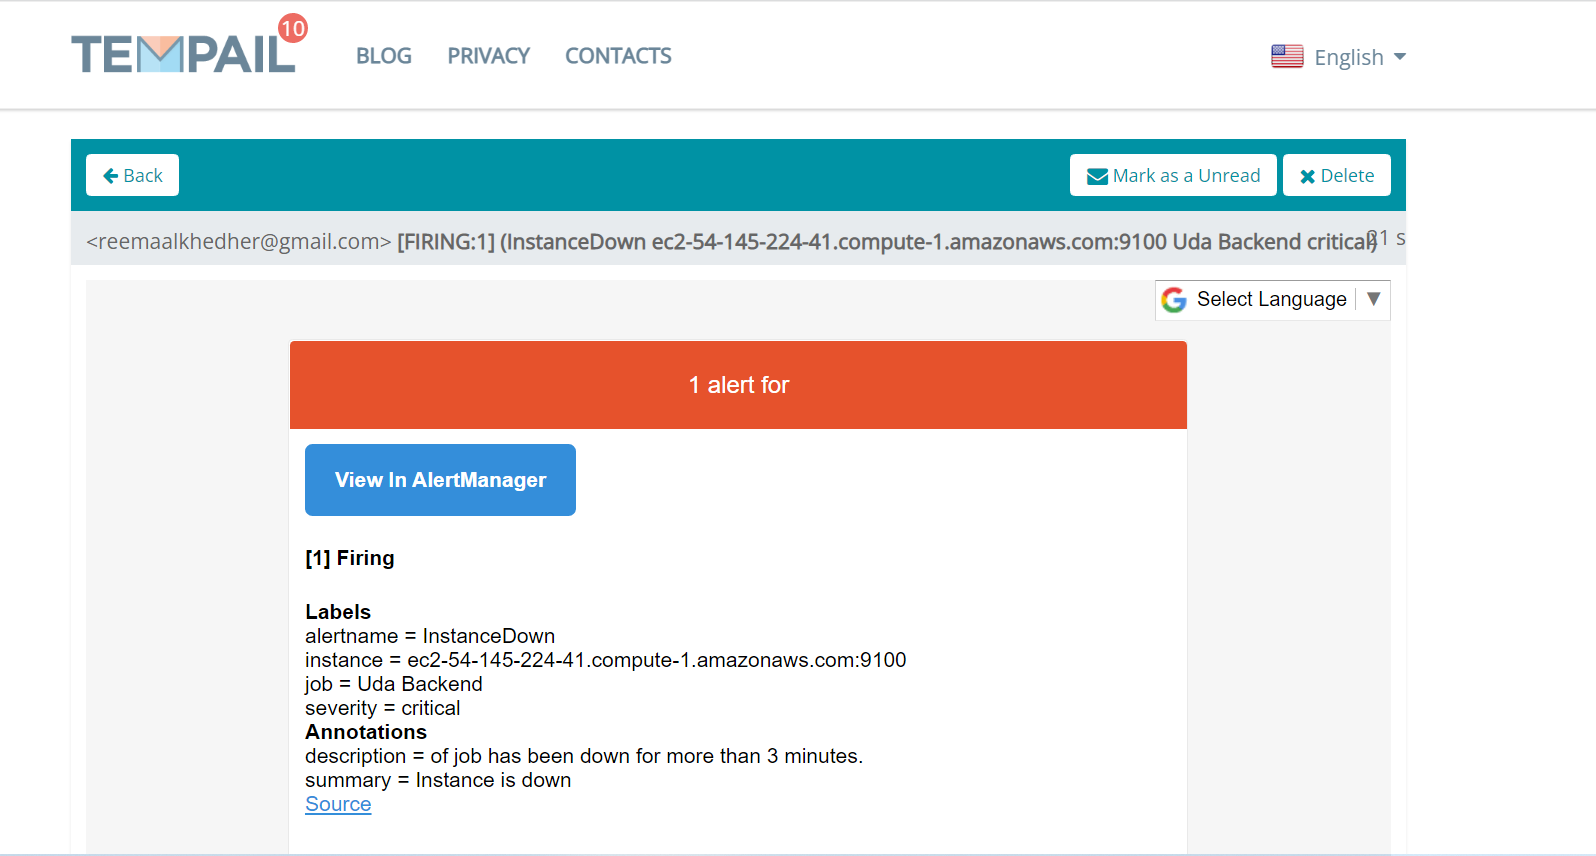 TEMPAIL 10
BLOG PRIVACY CONTACTS
English
Back
Mark as a Unread
Delete
<reemaalkhedher@gmail.com> [FIRING:1] (InstanceDown ec2-54-145-224-41.compute-1.amazonaws.com:9100 Uda Backend critical) 21 s
Select Language
1 alert for
View In AlertManager
[1] Firing
Labels
alertname = InstanceDown
instance = ec2-54-145-224-41.compute-1.amazonaws.com:9100
job = Uda Backend
severity = critical
Annotations
description = of job has been down for more than 3 minutes.
summary = Instance is down
Source